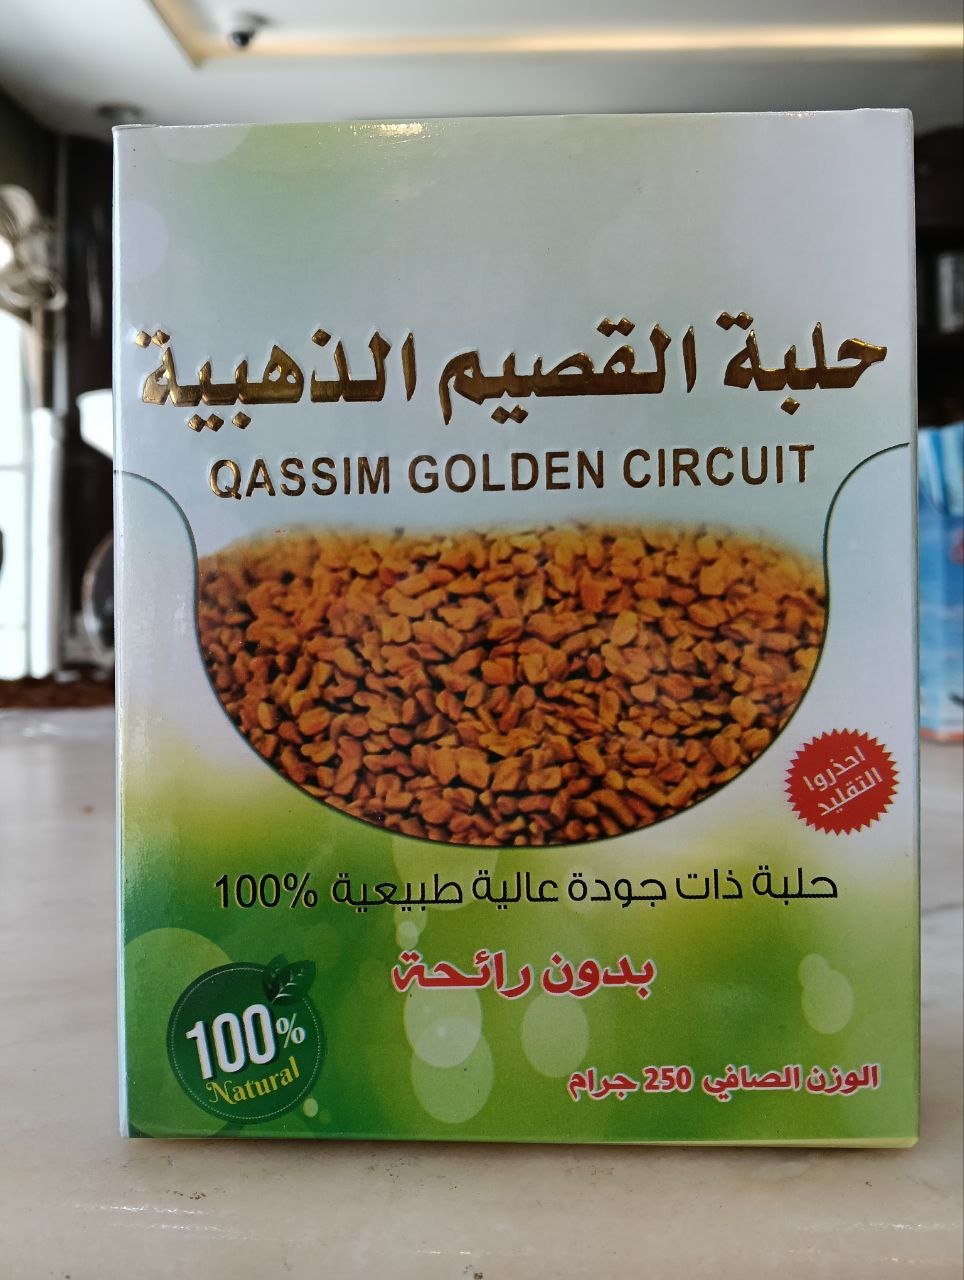 حلبة القصيم الذهبية
QASSIM GOLDEN CIRCUIT
احذروا
التقليد
حلبة ذات جودة عالية طبيعية 100%
بدون رائحة
100%
Natural
الوزن الصافي 250 جرام